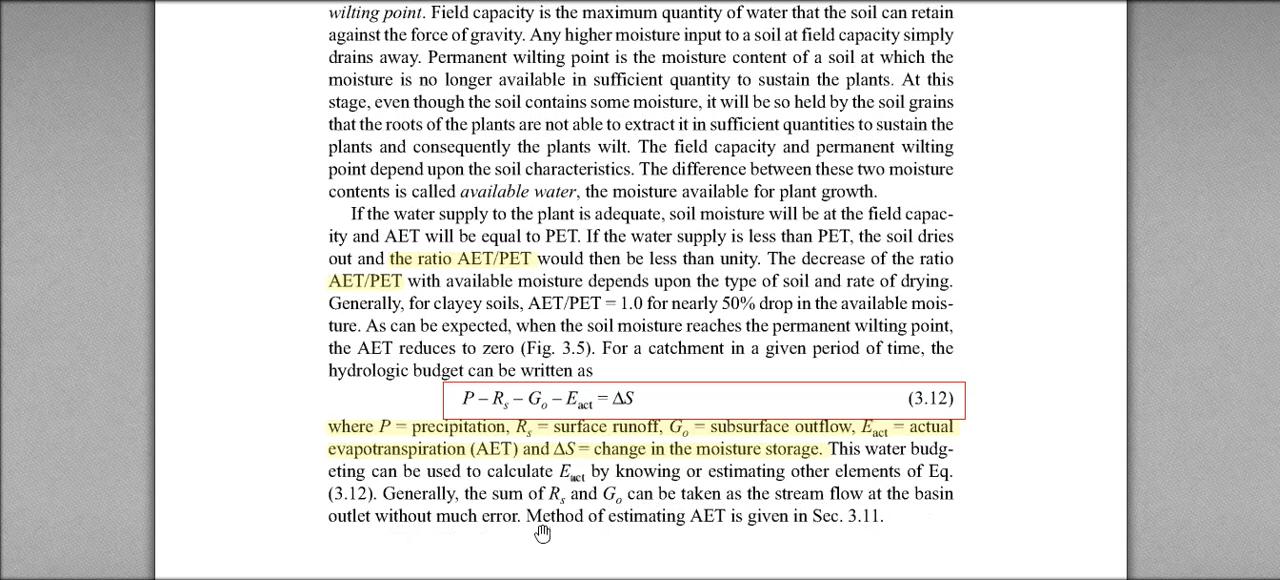 wilting point. Field capacity is the maximum quantity of water that the soil can retain
against the force of gravity. Any higher moisture input to a soil at field capacity simply
drains away. Permanent wilting point is the moisture content of a soil at which the
moisture is no longer available in sufficient quantity to sustain the plants. At this
stage, even though the soil contains some moisture, it will be so held by the soil grains
that the roots of the plants are not able to extract it in sufficient quantities to sustain the
plants and consequently the plants wilt. The field capacity and permanent wilting
point depend upon the soil characteristics. The difference between these two moisture
contents is called available water, the moisture available for plant growth.
If the water supply to the plant is adequate, soil moisture will be at the field capac-
ity and AET will be equal to PET. If the water supply is less than PET, the soil dries
out and the ratio AET/PET would then be less than unity. The decrease of the ratio
AET/PET with available moisture depends upon the type of soil and rate of drying.
Generally, for clayey soils, AET/PET = 1.0 for nearly 50% drop in the available mois-
ture. As can be expected, when the soil moisture reaches the permanent wilting point,
the AET reduces to zero (Fig. 3.5). For a catchment in a given period of time, the
hydrologic budget can be written as
P – Rs – Go – Eact = ΔS (3.12)
where P = precipitation, Rs = surface runoff, Go = subsurface outflow, Eact = actual
evapotranspiration (AET) and ΔS = change in the moisture storage. This water budg-
eting can be used to calculate Eact by knowing or estimating other elements of Eq.
(3.12). Generally, the sum of Rs and Go can be taken as the stream flow at the basin
outlet without much error. Method of estimating AET is given in Sec. 3.11.